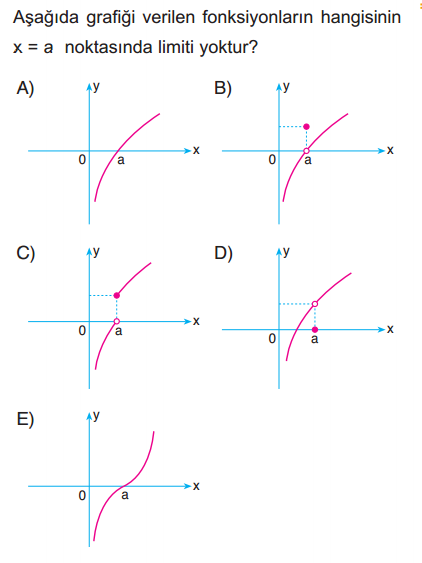 Aşağıda grafiği verilen fonksiyonların hangisinin
x = a noktasında limiti yoktur?
A) y
0 a x
B) y
0 a x
C) y
0 a x
D) y
0 a x
E) y
0 a x